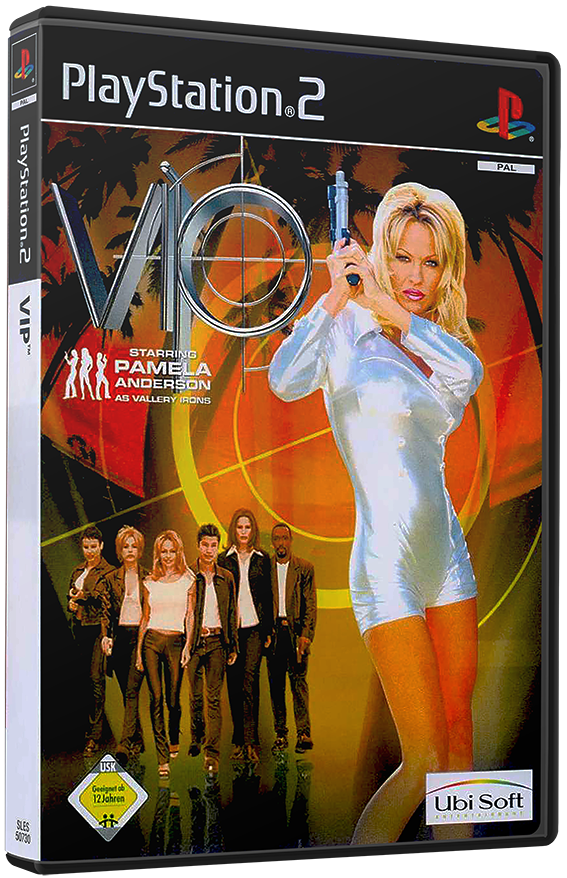 PAL
PlayStation.2
VIP™
SLES
50730
PlayStation®2
PAL
VIP
STARRING
PAMELA
ANDERSON
AS VALLERY IRONS
USK
Geeignet ab
12 Jahren
Ubi Soft
ENTERTAINMENT